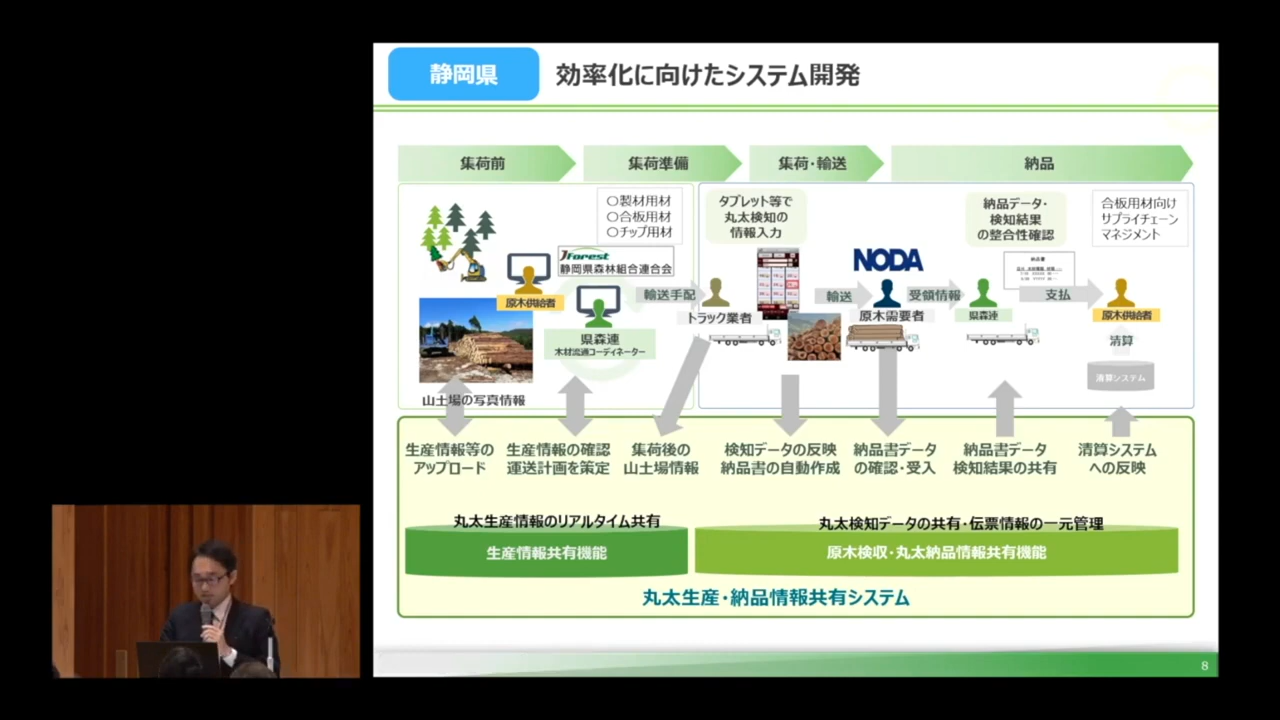 静岡県
効率化に向けたシステム開発
集荷前
集荷準備
集荷・輸送
納品
〇製材用材
〇合板用材
〇チップ用材
JForest
静岡県森林組合連合会
原木供給者
県森連
木材流通コーディネーター
山土場の写真情報
輸送手配
トラック業者
タブレット等で
丸太検知の
情報入力
輸送
NODA
原木需要者
受領情報
納品データ・
検知結果
の整合性確認
納品書
県森連
支払
合板用材向け
サプライチェーン
マネジメント
原木供給者
清算
清算システム
生産情報等の
アップロード
生産情報の確認
運送計画を策定
集荷後の
山土場情報
検知データの反映
納品書の自動作成
納品書データ
の確認・受入
納品書データ
検知結果の共有
清算システム
への反映
丸太生産情報のリアルタイム共有
生産情報共有機能
丸太検知データの共有・伝票情報の一元管理
原木検収・丸太納品情報共有機能
丸太生産・納品情報共有システム
8